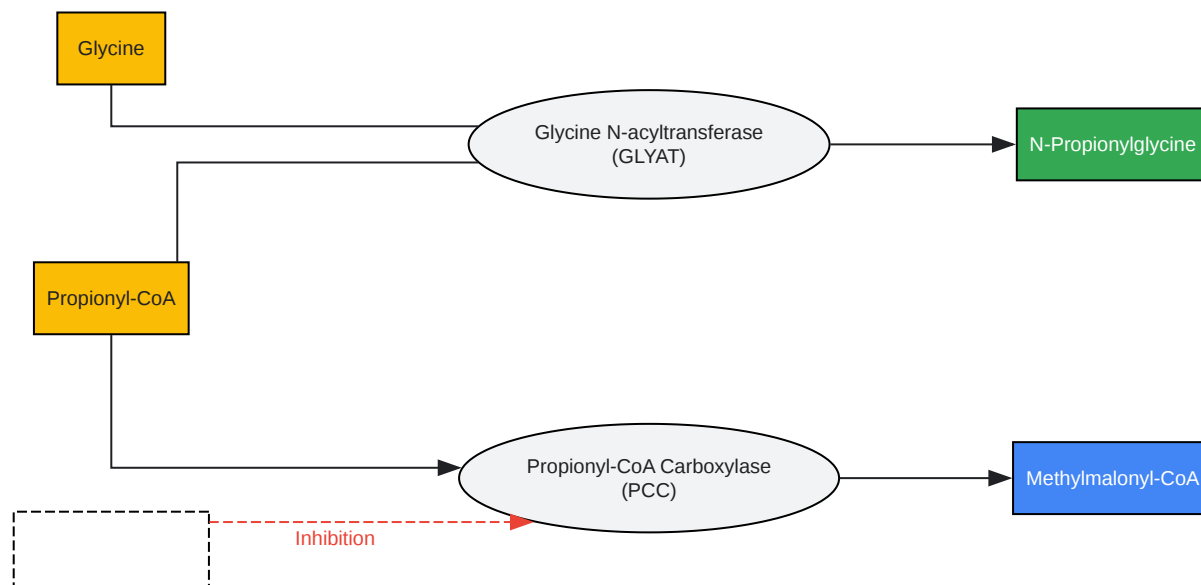 Glycine
Glycine N-acyltransferase
(GLYAT)
N-Propionylglycine
Propionyl-CoA
Propionyl-CoA Carboxylase
(PCC)
Methylmalonyl-CoA
Inhibition